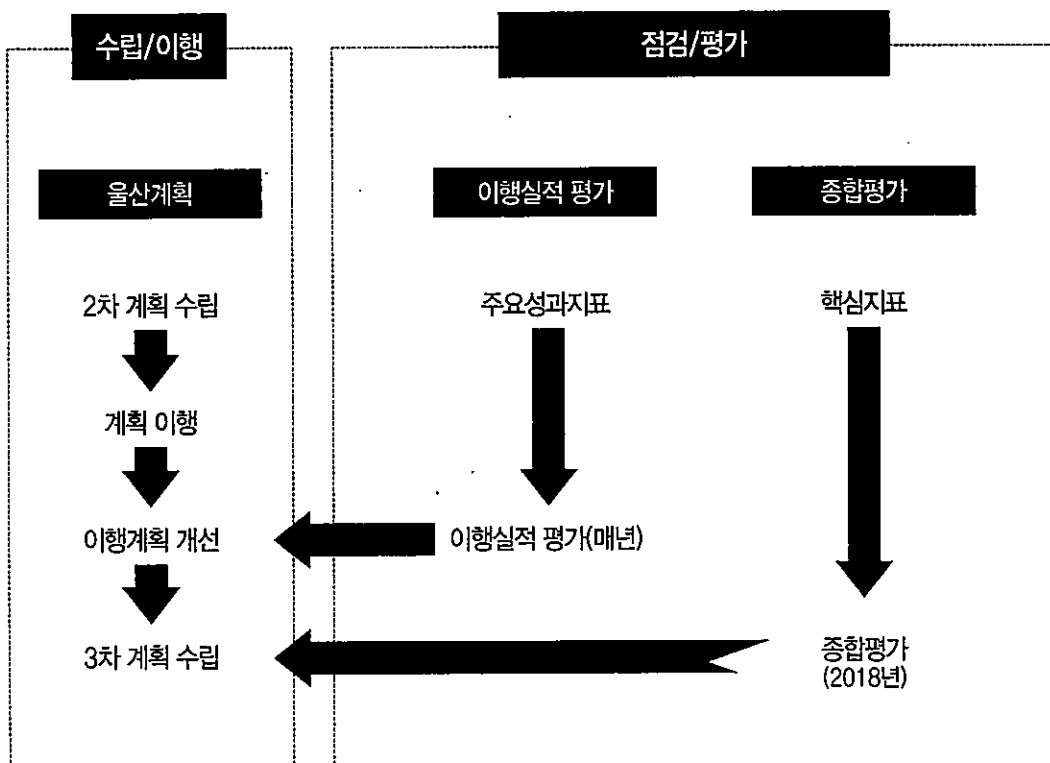 수립/이행
점검/평가
울산계획
이행실적 평가
종합평가
2차 계획 수립
주요성과지표
핵심지표
계획 이행
이행계획 개선
이행실적 평가(매년)
3차 계획 수립
종합평가
(2018년)